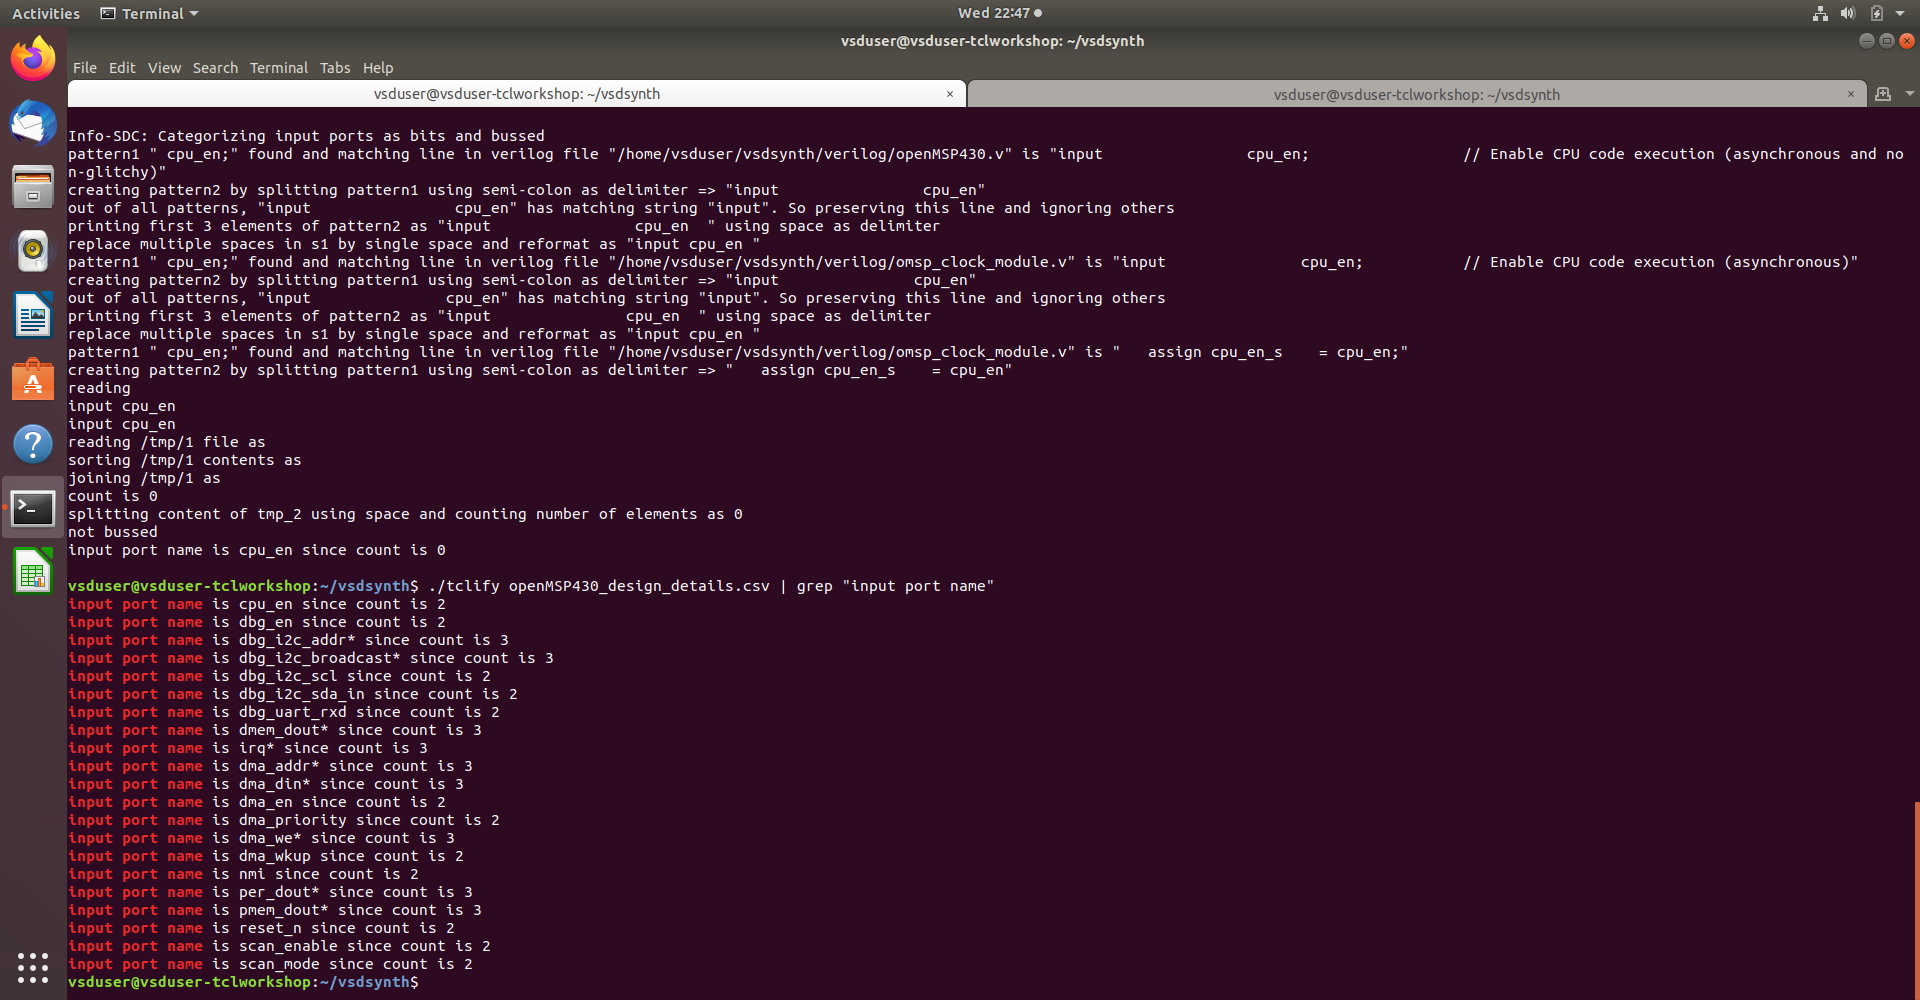 Activities Terminal Wed 22:47
vsduser@vsduser-tclworkshop: ~/vsdsynth
File Edit View Search Terminal Tabs Help
vsduser@vsduser-tclworkshop: ~/vsdsynth × vsduser@vsduser-tclworkshop: ~/vsdsynth ×
Info-SDC: Categorizing input ports as bits and bussed
pattern1 " cpu_en;" found and matching line in verilog file "/home/vsduser/vsdsynth/verilog/openMSP430.v" is "input                cpu_en;                 // Enable CPU code execution (asynchronous and no
n-glitchy)"
creating pattern2 by splitting pattern1 using semi-colon as delimiter => "input                cpu_en"
out of all patterns, "input                cpu_en" has matching string "input". So preserving this line and ignoring others
printing first 3 elements of pattern2 as "input                cpu_en  " using space as delimiter
replace multiple spaces in s1 by single space and reformat as "input cpu_en "
pattern1 " cpu_en;" found and matching line in verilog file "/home/vsduser/vsdsynth/verilog/omsp_clock_module.v" is "input               cpu_en;           // Enable CPU code execution (asynchronous)"
creating pattern2 by splitting pattern1 using semi-colon as delimiter => "input               cpu_en"
out of all patterns, "input               cpu_en" has matching string "input". So preserving this line and ignoring others
printing first 3 elements of pattern2 as "input               cpu_en  " using space as delimiter
replace multiple spaces in s1 by single space and reformat as "input cpu_en "
pattern1 " cpu_en;" found and matching line in verilog file "/home/vsduser/vsdsynth/verilog/omsp_clock_module.v" is "   assign cpu_en_s    = cpu_en;"
creating pattern2 by splitting pattern1 using semi-colon as delimiter => "   assign cpu_en_s    = cpu_en"
reading
input cpu_en
input cpu_en
reading /tmp/1 file as
sorting /tmp/1 contents as
joining /tmp/1 as
count is 0
splitting content of tmp_2 using space and counting number of elements as 0
not bussed
input port name is cpu_en since count is 0
vsduser@vsduser-tclworkshop:~/vsdsynth$ ./tclify openMSP430_design_details.csv | grep "input port name"
input port name is cpu_en since count is 2
input port name is dbg_en since count is 2
input port name is dbg_i2c_addr* since count is 3
input port name is dbg_i2c_broadcast* since count is 3
input port name is dbg_i2c_scl since count is 2
input port name is dbg_i2c_sda_in since count is 2
input port name is dbg_uart_rxd since count is 2
input port name is dmem_dout* since count is 3
input port name is irq* since count is 3
input port name is dma_addr* since count is 3
input port name is dma_din* since count is 3
input port name is dma_en since count is 2
input port name is dma_priority since count is 2
input port name is dma_we* since count is 3
input port name is dma_wkup since count is 2
input port name is nmi since count is 2
input port name is per_dout* since count is 3
input port name is pmem_dout* since count is 3
input port name is reset_n since count is 2
input port name is scan_enable since count is 2
input port name is scan_mode since count is 2
vsduser@vsduser-tclworkshop:~/vsdsynth$